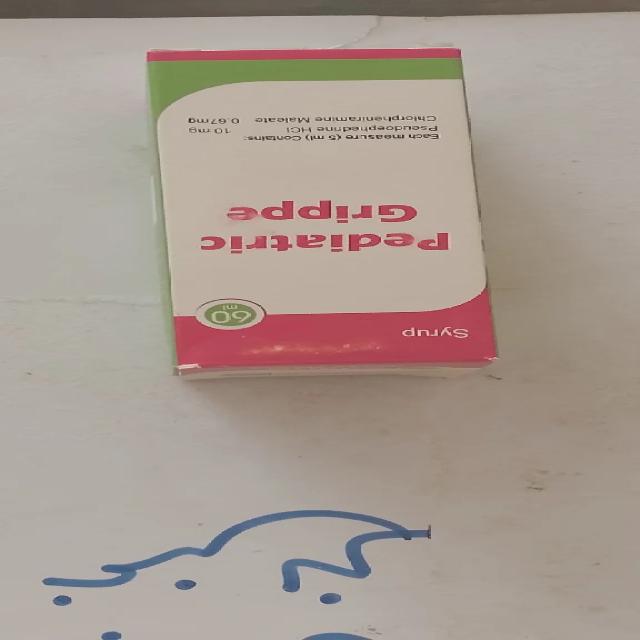 Syrup
60
ml
Pediatric
Grippe
Each measure (5 ml) Contains:
Pseudoephedrine HCl 10 mg
Chlorpheniramine Maleate 0.67mg